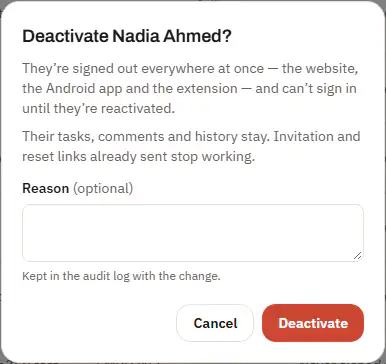 Deactivate Nadia Ahmed?
They’re signed out everywhere at once — the website,
the Android app and the extension — and can’t sign in
until they’re reactivated.
Their tasks, comments and history stay. Invitation and
reset links already sent stop working.
Reason (optional)
Kept in the audit log with the change.
Cancel
Deactivate